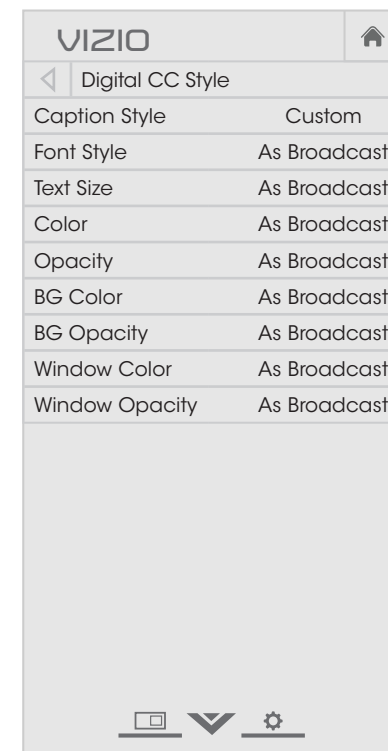 VIZIO
Digital CC Style
Caption Style Custom
Font Style As Broadcast
Text Size As Broadcast
Color As Broadcast
Opacity As Broadcast
BG Color As Broadcast
BG Opacity As Broadcast
Window Color As Broadcast
Window Opacity As Broadcast